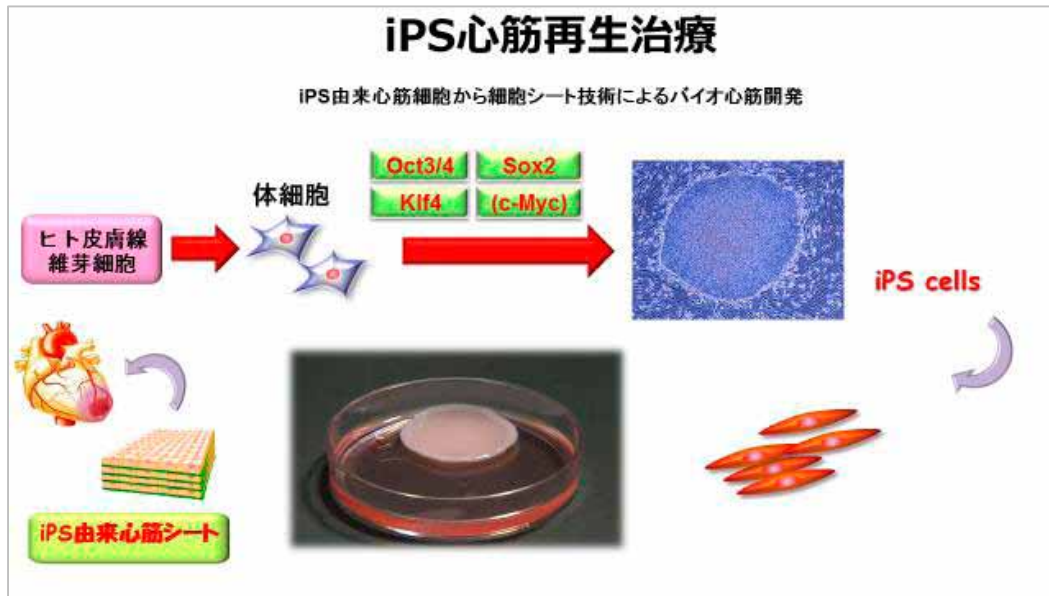 iPS心筋再生治療
iPS由来心筋細胞から細胞シート技術によるバイオ心筋開発
Oct3/4
Sox2
Klf4
(c-Myc)
体細胞
ヒト皮膚線
維芽細胞
iPS cells
iPS由来心筋シート